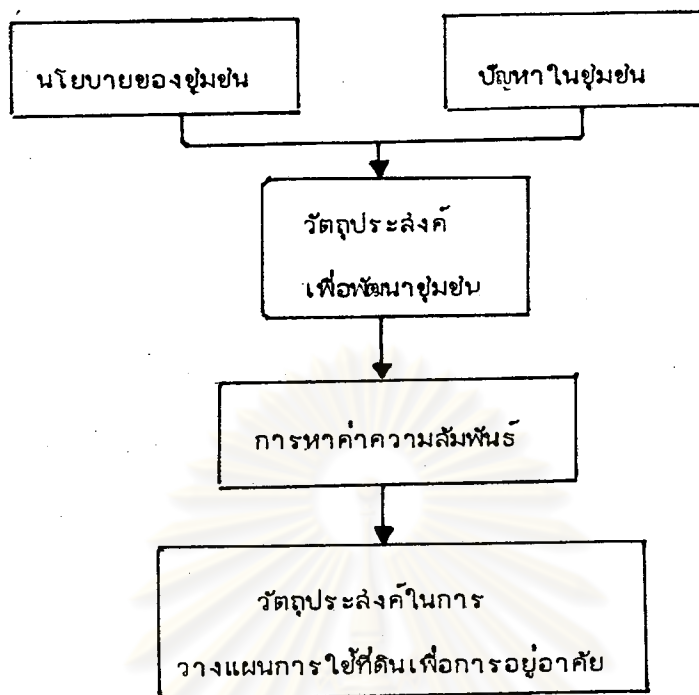 นโยบายของชุมชน
ปัญหาในชุมชน
วัตถุประสงค์
เพื่อพัฒนาชุมชน
การหาค่าความสัมพันธ์
วัตถุประสงค์ในการ
วางแผนการใช้ที่ดินเพื่อการอยู่อาศัย